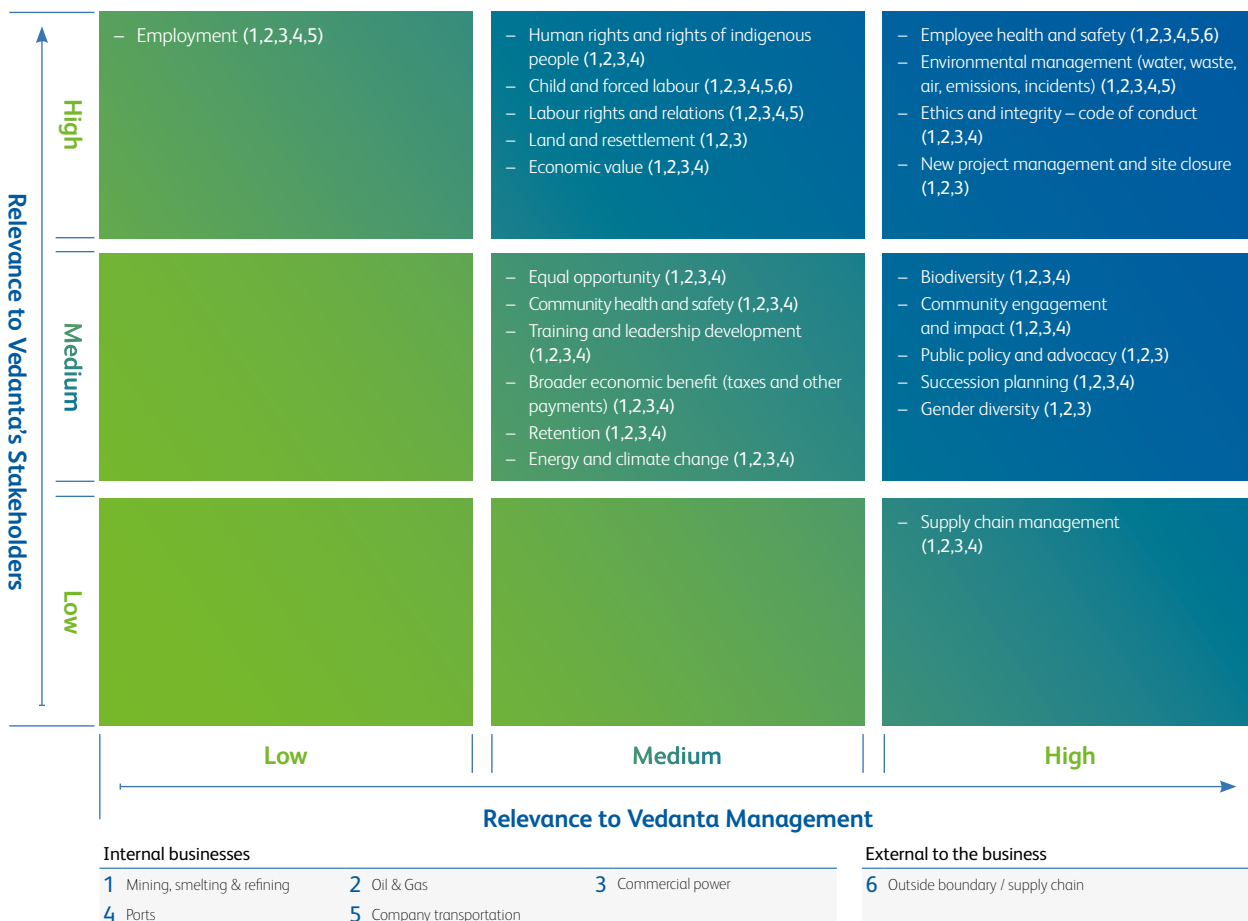 Relevance to Vedanta's Stakeholders
High
– Employment (1,2,3,4,5)
– Human rights and rights of indigenous
people (1,2,3,4)
– Child and forced labour (1,2,3,4,5,6)
– Labour rights and relations (1,2,3,4,5)
– Land and resettlement (1,2,3)
– Economic value (1,2,3,4)
– Employee health and safety (1,2,3,4,5,6)
– Environmental management (water, waste,
air, emissions, incidents) (1,2,3,4,5)
– Ethics and integrity – code of conduct
(1,2,3,4)
– New project management and site closure
(1,2,3)
Medium
– Equal opportunity (1,2,3,4)
– Community health and safety (1,2,3,4)
– Training and leadership development
(1,2,3,4)
– Broader economic benefit (taxes and other
payments) (1,2,3,4)
– Retention (1,2,3,4)
– Energy and climate change (1,2,3,4)
– Biodiversity (1,2,3,4)
– Community engagement
and impact (1,2,3,4)
– Public policy and advocacy (1,2,3)
– Succession planning (1,2,3,4)
– Gender diversity (1,2,3)
Low
– Supply chain management
(1,2,3,4)
Low
Medium
High
Relevance to Vedanta Management
Internal businesses
1 Mining, smelting & refining
2 Oil & Gas
3 Commercial power
4 Ports
5 Company transportation
External to the business
6 Outside boundary / supply chain